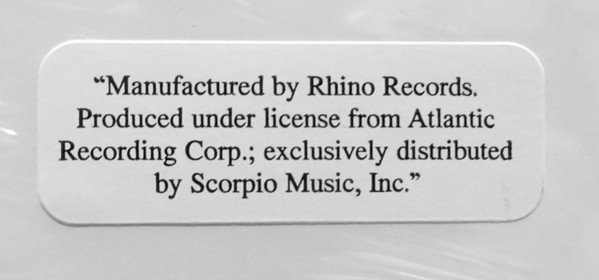 “Manufactured by Rhino Records.
Produced under license from Atlantic
Recording Corp.; exclusively distributed
by Scorpio Music, Inc.”